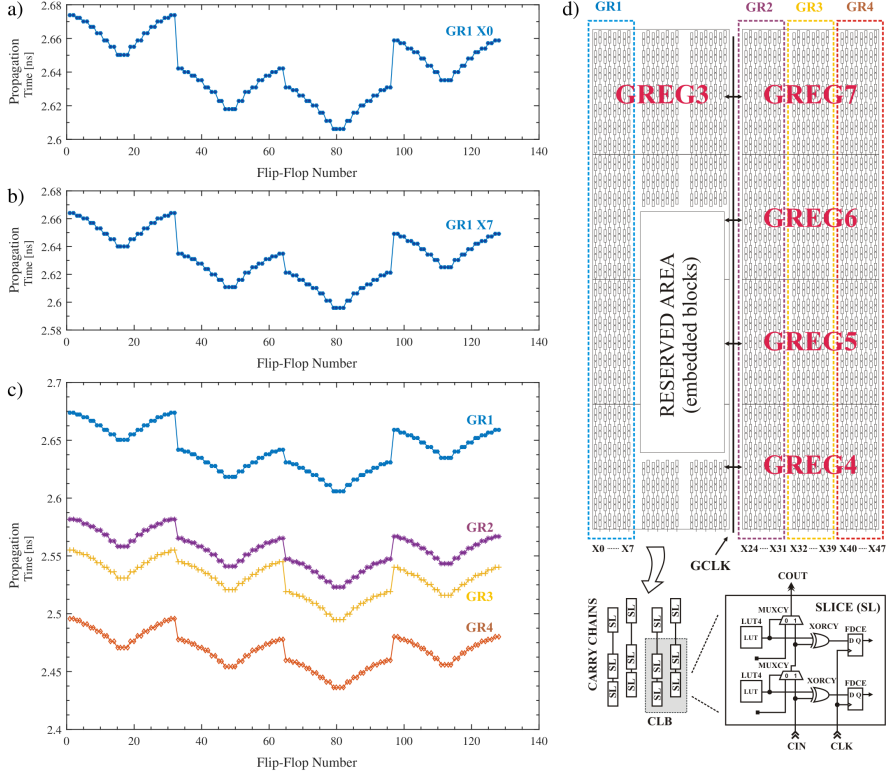 a)
2.68
2.66
2.64
2.62
2.6
Propagation
Time [ns]
GR1 X0
0 20 40 60 80 100 120 140
Flip-Flop Number
b)
2.68
2.66
2.64
2.62
2.6
2.58
Propagation
Time [ns]
GR1 X7
0 20 40 60 80 100 120 140
Flip-Flop Number
c)
2.7
2.65
2.6
2.55
2.5
2.45
2.4
Propagation
Time [ns]
GR1
GR2
GR3
GR4
0 20 40 60 80 100 120 140
Flip-Flop Number
d)
GR1 GR2 GR3 GR4
GREG3 GREG7
GREG6
GREG5
GREG4
RESERVED AREA
(embedded blocks)
X0 ····· X7 X24 ··· X31 X32 ···· X39 X40 ···· X47
GCLK
CARRY CHAINS
SL SL SL SL
SL SL SL SL
SL SL SL SL
CLB
COUT
SLICE (SL)
MUXCY
0 1
XORCY
LUT4
LUT
FDCE
D Q
MUXCY
0 1
XORCY
LUT4
LUT
FDCE
D Q
CIN CLK